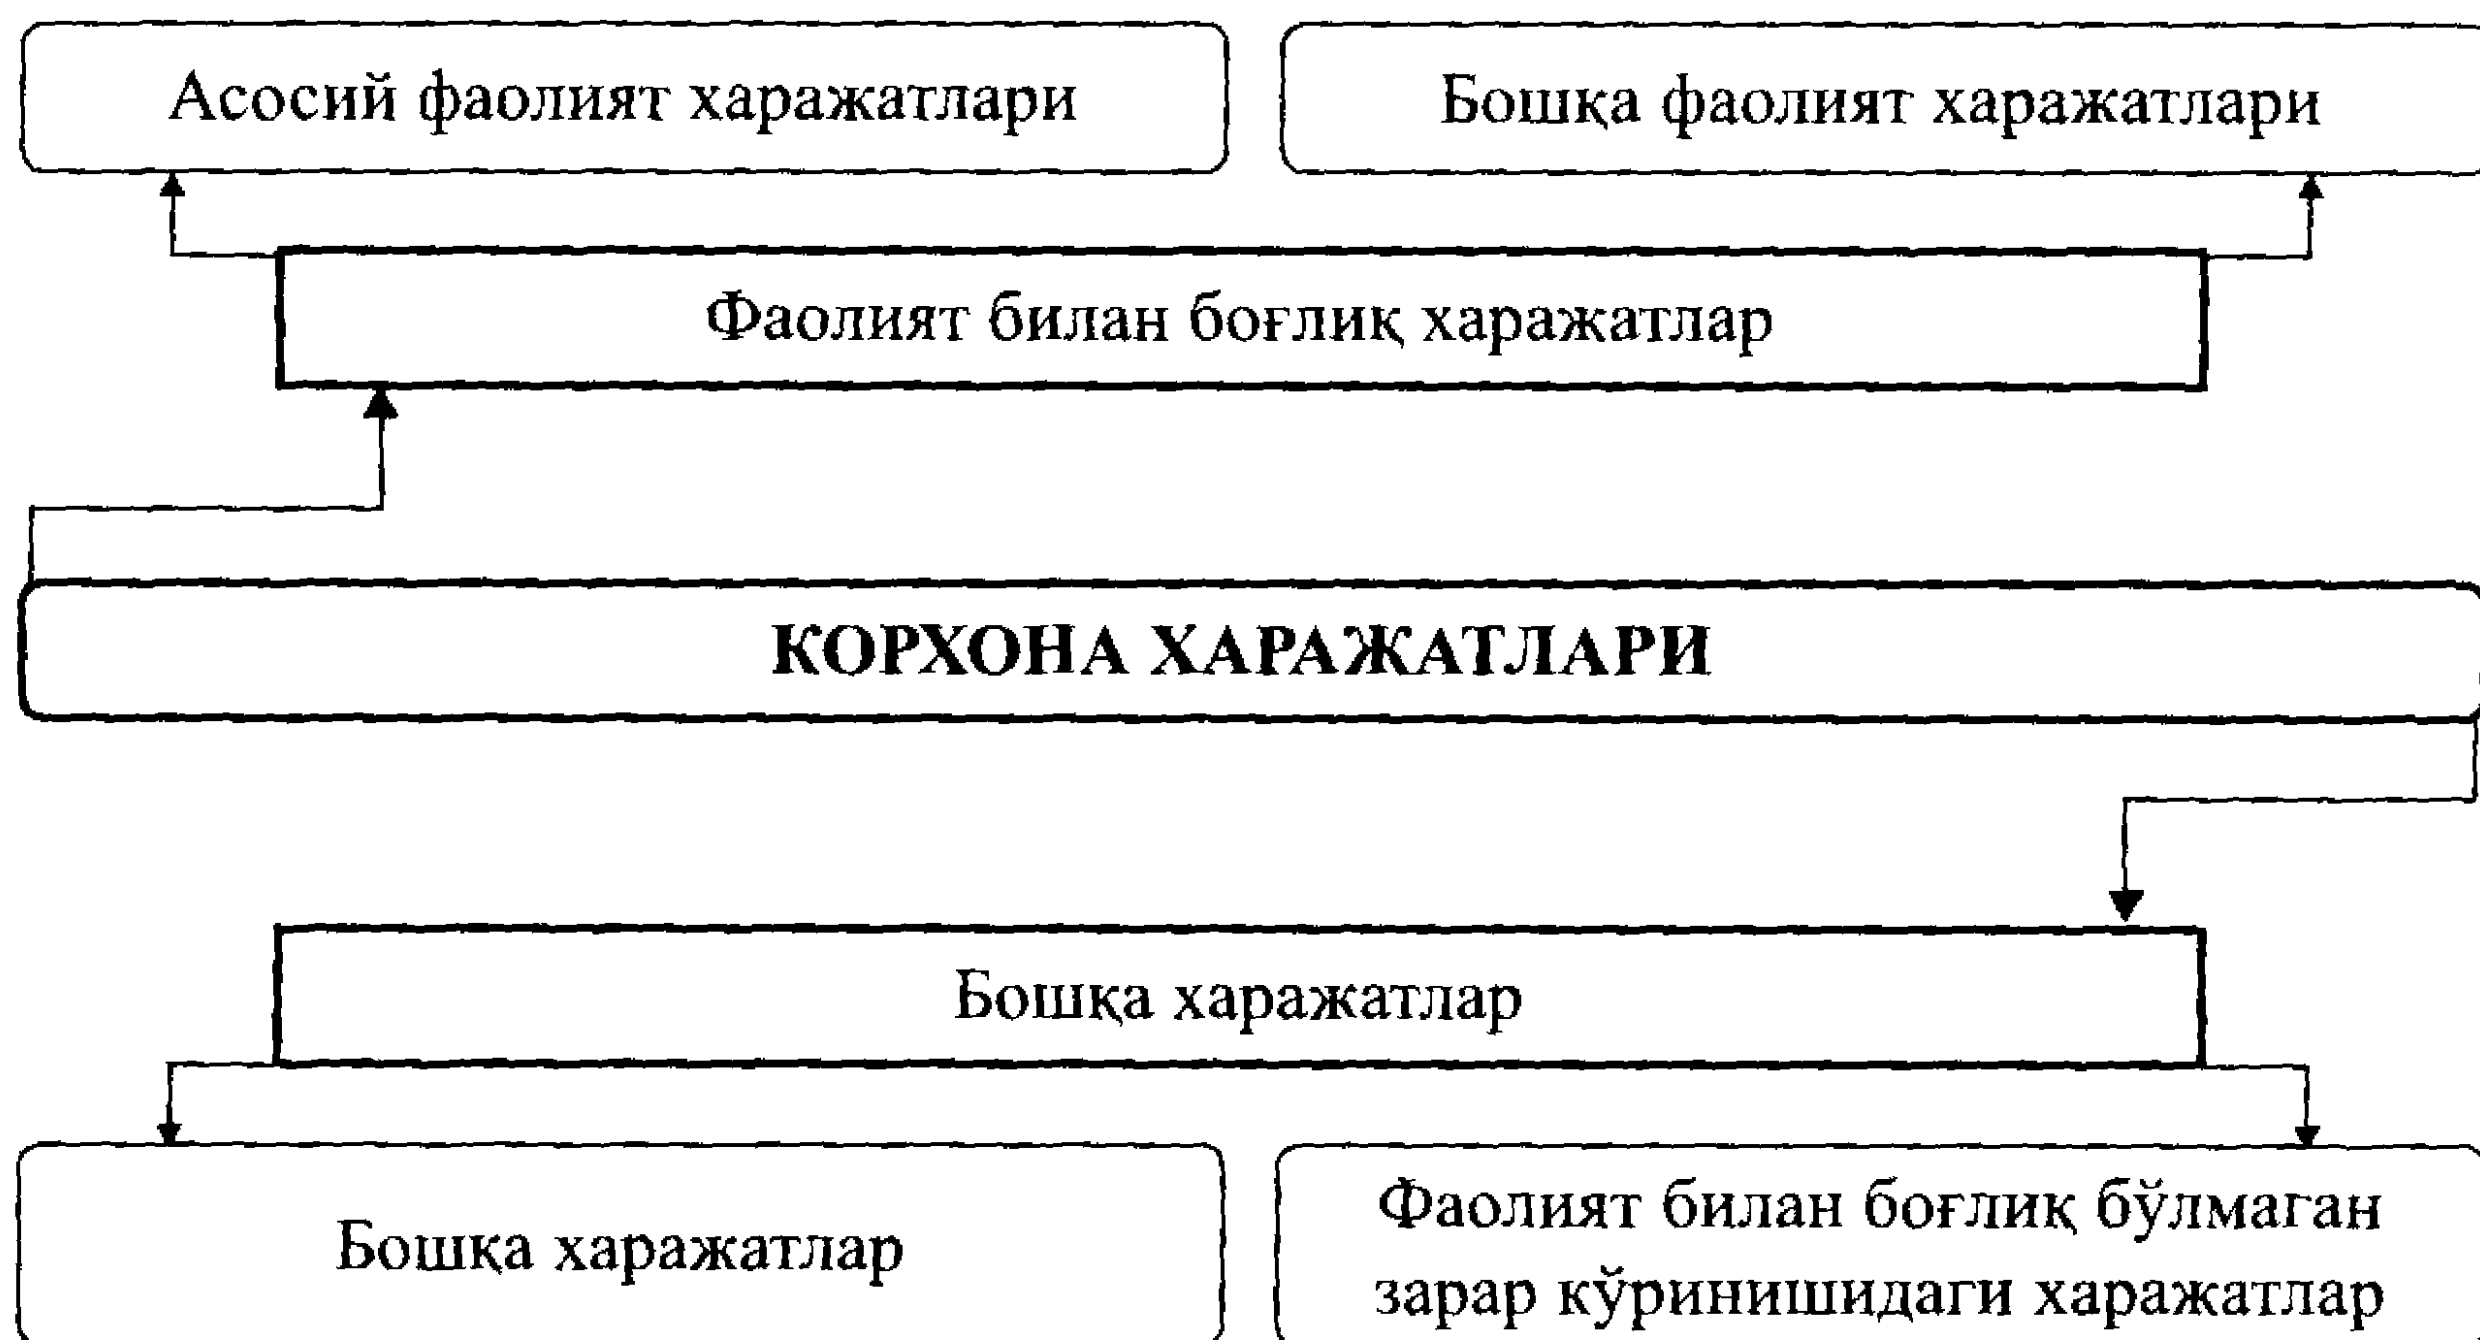 Асосий фаолият харажатлари
Бошқа фаолият харажатлари
Фаолият билан боғлиқ харажатлар
КОРХОНА ХАРАЖАТЛАРИ
Бошқа харажатлар
Бошқа харажатлар
Фаолият билан боғлиқ бўлмаган
зарар кўринишидаги харажатлар